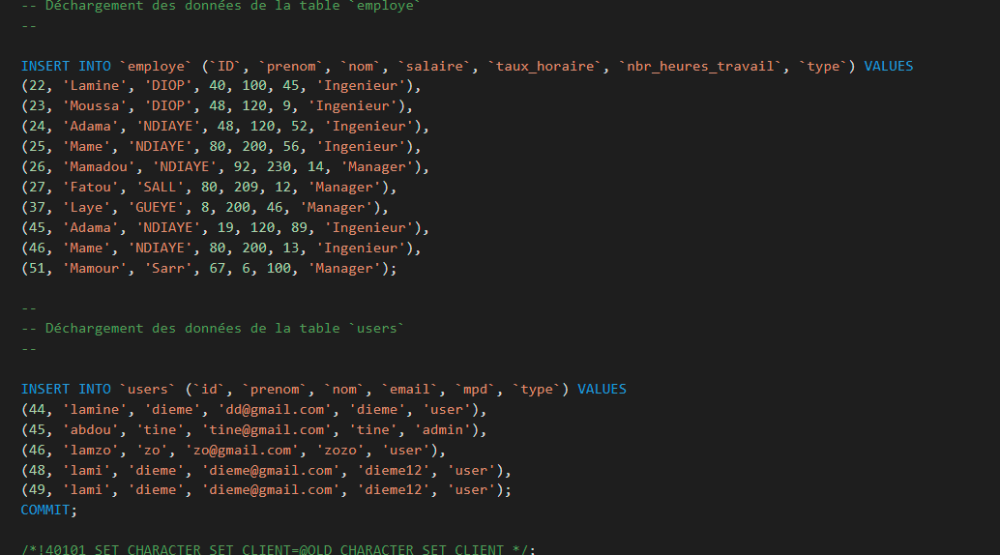 -- Déchargement des données de la table `employe`
--
INSERT INTO `employe` (`ID`, `prenom`, `nom`, `salaire`, `taux_horaire`, `nbr_heures_travail`, `type`) VALUES
(22, 'Lamine', 'DIOP', 40, 100, 45, 'Ingenieur'),
(23, 'Moussa', 'DIOP', 48, 120, 9, 'Ingenieur'),
(24, 'Adama', 'NDIAYE', 48, 120, 52, 'Ingenieur'),
(25, 'Mame', 'NDIAYE', 80, 200, 56, 'Ingenieur'),
(26, 'Mamadou', 'NDIAYE', 92, 230, 14, 'Manager'),
(27, 'Fatou', 'SALL', 80, 209, 12, 'Manager'),
(37, 'Laye', 'GUEYE', 8, 200, 46, 'Manager'),
(45, 'Adama', 'NDIAYE', 19, 120, 89, 'Ingenieur'),
(46, 'Mame', 'NDIAYE', 80, 200, 13, 'Ingenieur'),
(51, 'Mamour', 'Sarr', 67, 6, 100, 'Manager');
--
-- Déchargement des données de la table `users`
--
INSERT INTO `users` (`id`, `prenom`, `nom`, `email`, `mpd`, `type`) VALUES
(44, 'lamine', 'dieme', 'dd@gmail.com', 'dieme', 'user'),
(45, 'abdou', 'tine', 'tine@gmail.com', 'tine', 'admin'),
(46, 'lamzo', 'zo', 'zo@gmail.com', 'zozo', 'user'),
(48, 'lami', 'dieme', 'dieme@gmail.com', 'dieme12', 'user'),
(49, 'lami', 'dieme', 'dieme@gmail.com', 'dieme12', 'user');
COMMIT;
/*!40101 SET CHARACTER_SET_CLIENT=@OLD_CHARACTER_SET_CLIENT */;